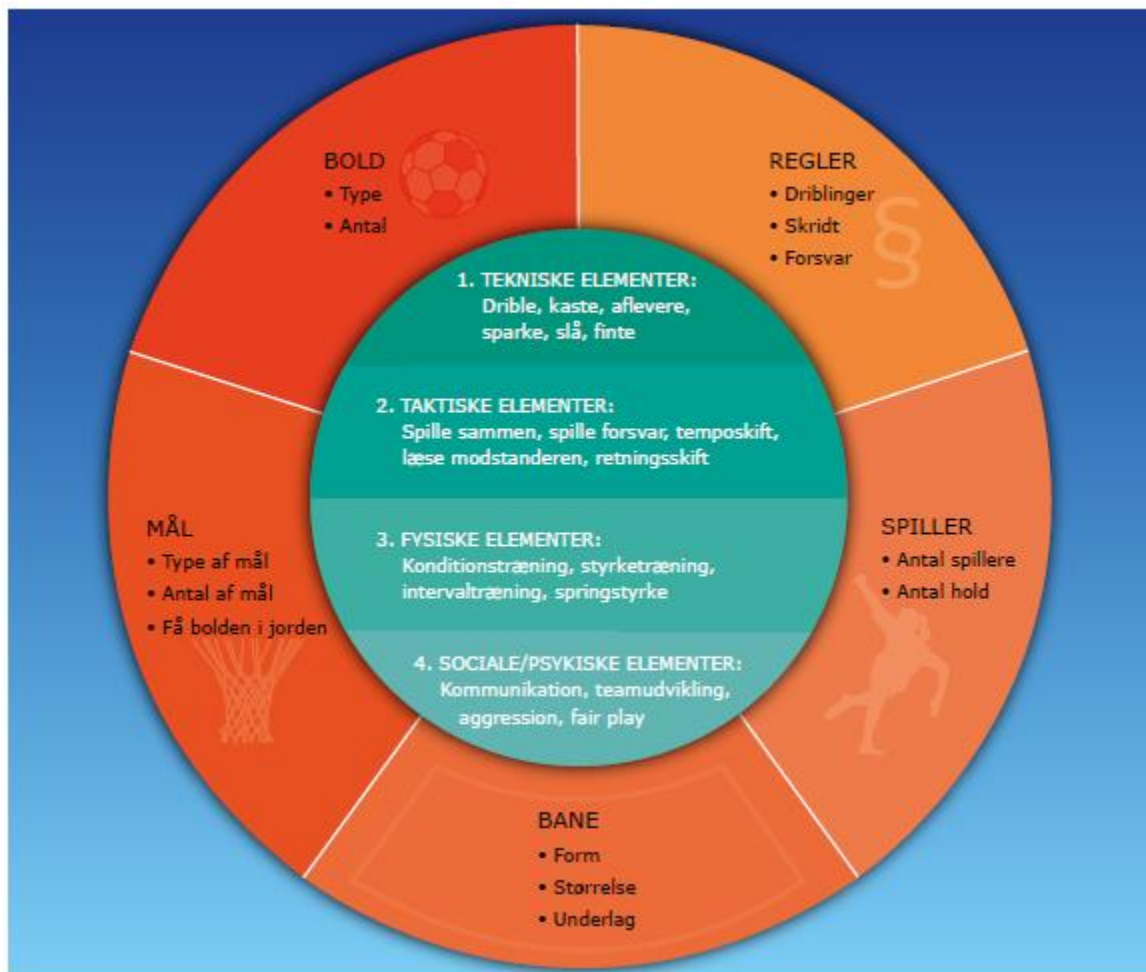 BOLD
• Type
• Antal
REGLER
• Driblinger
• Skridt
• Forsvar
§
1. TEKNISKE ELEMENTER:
Drible, kaste, aflevere,
sparke, slå, finte
2. TAKTISKE ELEMENTER:
Spille sammen, spille forsvar, temposkift,
læse modstanderen, retningsskift
3. FYSISKE ELEMENTER:
Konditionstræning, styrketræning,
intervaltræning, springstyrke
4. SOCIALE/PSYKISKE ELEMENTER:
Kommunikation, teamudvikling,
aggression, fair play
MÅL
• Type af mål
• Antal af mål
• Få bolden i jorden
SPILLER
• Antal spillere
• Antal hold
BANE
• Form
• Størrelse
• Underlag